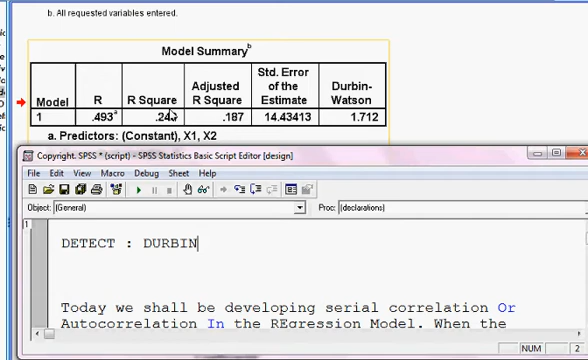 b. All requested variables entered.
Model Summary b
Model R R Square Adjusted R Square Std. Error of the Estimate Durbin-Watson
1 .493 a .187 14.43413 1.712
a. Predictors: (Constant), X1, X2
Copyright. SPSS * (script) - SPSS Statistics Basic Script Editor [design]
File Edit View Macro Debug Sheet Help
Object: (General) Proc: (declarations)
1
DETECT : DURBIN
Today we shall be developing serial correlation Or
Autocorrelation In the REgression Model. When the
NUM 2